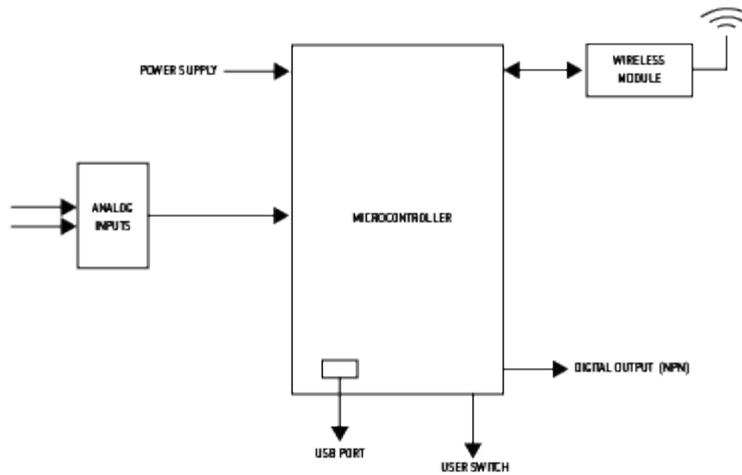 POWER SUPPLY
WIRELESS
MODULE
ANALOG
INPUTS
MICROCONTROLLER
DIGITAL OUTPUT (NPN)
USB PORT
USER SWITCH